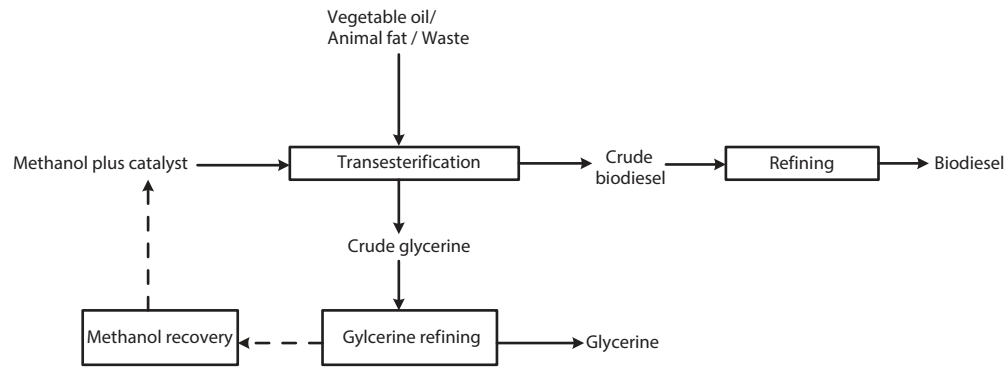 Vegetable oil/
Animal fat / Waste
Methanol plus catalyst
Transesterification
Crude
biodiesel
Refining
Biodiesel
Crude glycerine
Methanol recovery
Gylcerine refining
Glycerine